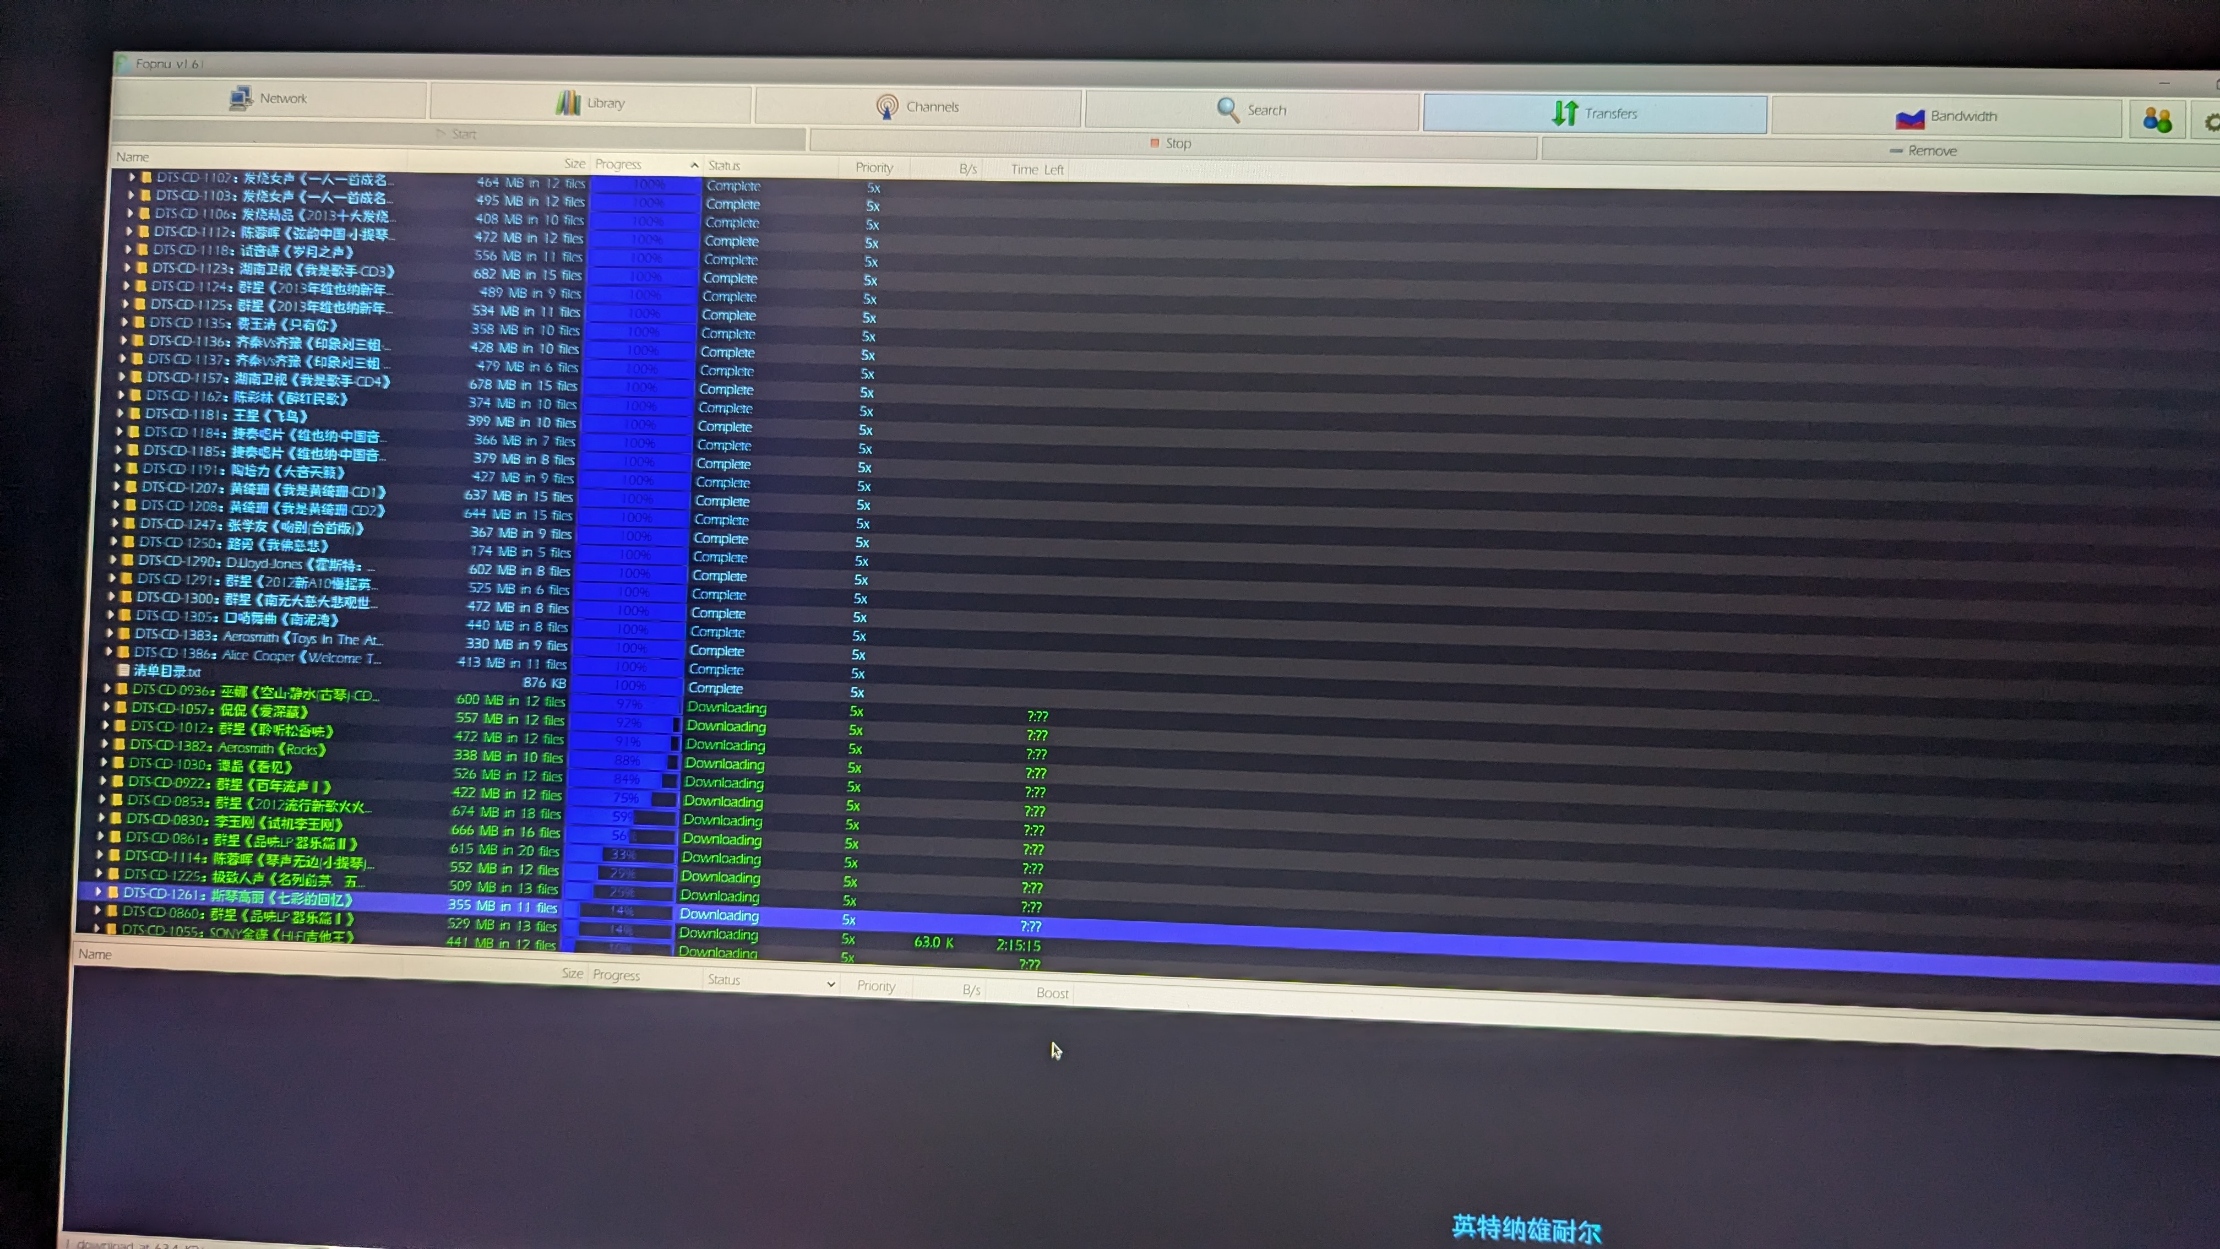 Fopnu v1.61
Network Library Channels Search Transfers Bandwidth
Start Stop Remove
Name Size Progress Status Priority B/s Time Left
DTS-CD-1102：发烧女声《一人一首成名... 464 MB in 12 files 100% Complete 5x
DTS-CD-1103：发烧女声《一人一首成名... 495 MB in 12 files 100% Complete 5x
DTS-CD-1106：发烧精品《2013十大发烧... 408 MB in 10 files 100% Complete 5x
DTS-CD-1112：陈蓉晖《弦韵中国·小提琴... 472 MB in 12 files 100% Complete 5x
DTS-CD-1118：试音碟《岁月之声》 556 MB in 11 files 100% Complete 5x
DTS-CD-1123：湖南卫视《我是歌手·CD3》 682 MB in 15 files 100% Complete 5x
DTS-CD-1124：群星《2013年维也纳新年... 489 MB in 9 files 100% Complete 5x
DTS-CD-1125：群星《2013年维也纳新年... 534 MB in 11 files 100% Complete 5x
DTS-CD-1135：费玉清《只有你》 358 MB in 10 files 100% Complete 5x
DTS-CD-1136：齐秦Vs齐豫《印象刘三姐... 428 MB in 10 files 100% Complete 5x
DTS-CD-1137：齐秦Vs齐豫《印象刘三姐... 479 MB in 6 files 100% Complete 5x
DTS-CD-1157：湖南卫视《我是歌手·CD4》 678 MB in 15 files 100% Complete 5x
DTS-CD-1162：陈彩林《醉红民歌》 374 MB in 10 files 100% Complete 5x
DTS-CD-1181：王星《飞鸟》 399 MB in 10 files 100% Complete 5x
DTS-CD-1184：捷奏唱片《维也纳·中国音... 366 MB in 7 files 100% Complete 5x
DTS-CD-1185：捷奏唱片《维也纳·中国音... 379 MB in 8 files 100% Complete 5x
DTS-CD-1191：陶培力《大音天籁》 427 MB in 9 files 100% Complete 5x
DTS-CD-1207：黄绮珊《我是黄绮珊·CD1》 637 MB in 15 files 100% Complete 5x
DTS-CD-1208：黄绮珊《我是黄绮珊·CD2》 644 MB in 15 files 100% Complete 5x
DTS-CD-1247：张学友《吻别(台首版)》 367 MB in 9 files 100% Complete 5x
DTS-CD-1250：路勇《我佛慈悲》 174 MB in 5 files 100% Complete 5x
DTS-CD-1290：D.Lloyd-Jones《霍斯特：... 602 MB in 8 files 100% Complete 5x
DTS-CD-1291：群星《2012新A10慢摇英... 525 MB in 6 files 100% Complete 5x
DTS-CD-1300：群星《南无大慈大悲观世... 472 MB in 8 files 100% Complete 5x
DTS-CD-1305：口哨舞曲《南泥湾》 440 MB in 8 files 100% Complete 5x
DTS-CD-1383：Aerosmith《Toys In The At... 330 MB in 9 files 100% Complete 5x
DTS-CD-1386：Alice Cooper《Welcome T... 413 MB in 11 files 100% Complete 5x
清单目录.txt 876 KB 100% Complete 5x
DTS-CD-0936：巫娜《空山·静水(古琴)·CD... 600 MB in 12 files 97% Downloading 5x ?:??
DTS-CD-1057：侃侃《爱深藏》 557 MB in 12 files 92% Downloading 5x ?:??
DTS-CD-1012：群星《聆听松香味》 472 MB in 12 files 91% Downloading 5x ?:??
DTS-CD-1382：Aerosmith《Rocks》 338 MB in 10 files 88% Downloading 5x ?:??
DTS-CD-1030：谭晶《看见》 526 MB in 12 files 84% Downloading 5x ?:??
DTS-CD-0922：群星《百年流声Ⅱ》 422 MB in 12 files 75% Downloading 5x ?:??
DTS-CD-0853：群星《2012流行新歌火火... 674 MB in 18 files 59% Downloading 5x ?:??
DTS-CD-0830：李玉刚《试机李玉刚》 666 MB in 16 files 56 Downloading 5x ?:??
DTS-CD-0861：群星《品味LP·器乐篇Ⅱ》 615 MB in 20 files 33% Downloading 5x ?:??
DTS-CD-1114：陈蓉晖《琴声无边(小提琴)... 552 MB in 12 files 29% Downloading 5x ?:??
DTS-CD-1225：极致人声《名列前茅、五... 509 MB in 13 files 25% Downloading 5x ?:??
DTS-CD-1261：斯琴高丽《七彩的回忆》 355 MB in 11 files 14% Downloading 5x ?:??
DTS-CD-0860：群星《品味LP·器乐篇Ⅰ》 529 MB in 13 files 14% Downloading 5x 63.0 K 2:15:15
DTS-CD-1055：SONY金碟《HI-FI吉他王》 441 MB in 12 files Downloading 5x ?:??
Name Size Progress Status Priority B/s Boost
英特纳雄耐尔